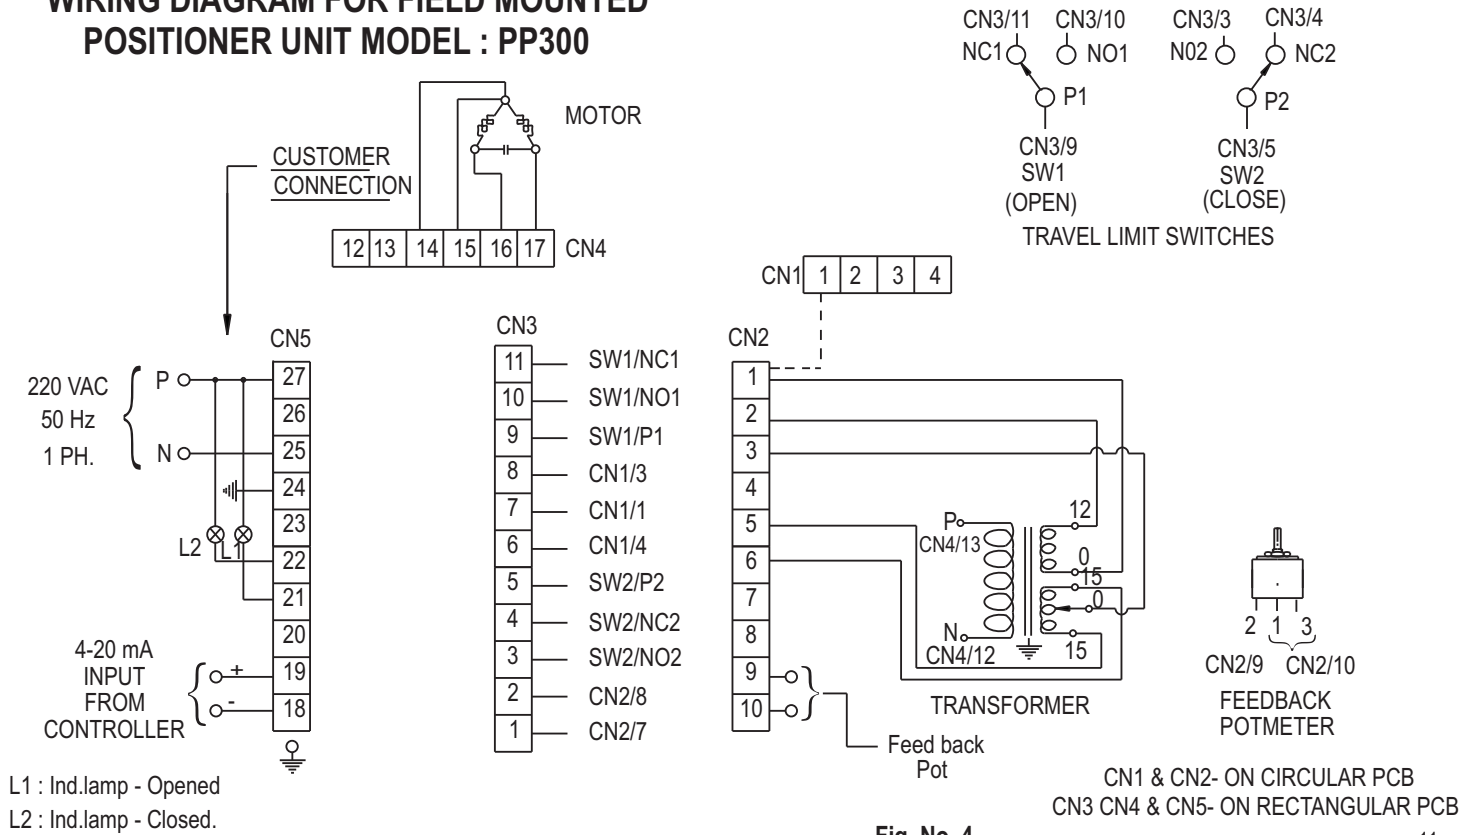 WIRING DIAGRAM FOR FIELD MOUNTED
POSITIONER UNIT MODEL : PP300
MOTOR
CUSTOMER
CONNECTION
12 13 14 15 16 17 CN4
CN3/11 CN3/10 CN3/3 CN3/4
NC1 NO1 N02 NC2
P1 P2
CN3/9
SW1
(OPEN)
CN3/5
SW2
(CLOSE)
TRAVEL LIMIT SWITCHES
CN1 1 2 3 4
CN5
27
26
25
24
23
22
21
20
19
18
220 VAC
50 Hz
1 PH.
P
N
L2 L1
4-20 mA
INPUT
FROM
CONTROLLER
+
-
L1 : Ind.lamp - Opened
L2 : Ind.lamp - Closed.
CN3
11 SW1/NC1
10 SW1/NO1
9 SW1/P1
8 CN1/3
7 CN1/1
6 CN1/4
5 SW2/P2
4 SW2/NC2
3 SW2/NO2
2 CN2/8
1 CN2/7
CN2
1
2
3
4
5
6
7
8
9
10
Feed back
Pot
P
CN4/13
N
CN4/12
12
0
15
0
15
TRANSFORMER
2 1 3
CN2/9 CN2/10
FEEDBACK
POTMETER
CN1 & CN2- ON CIRCULAR PCB
CN3 CN4 & CN5- ON RECTANGULAR PCB
Fig. No. 4